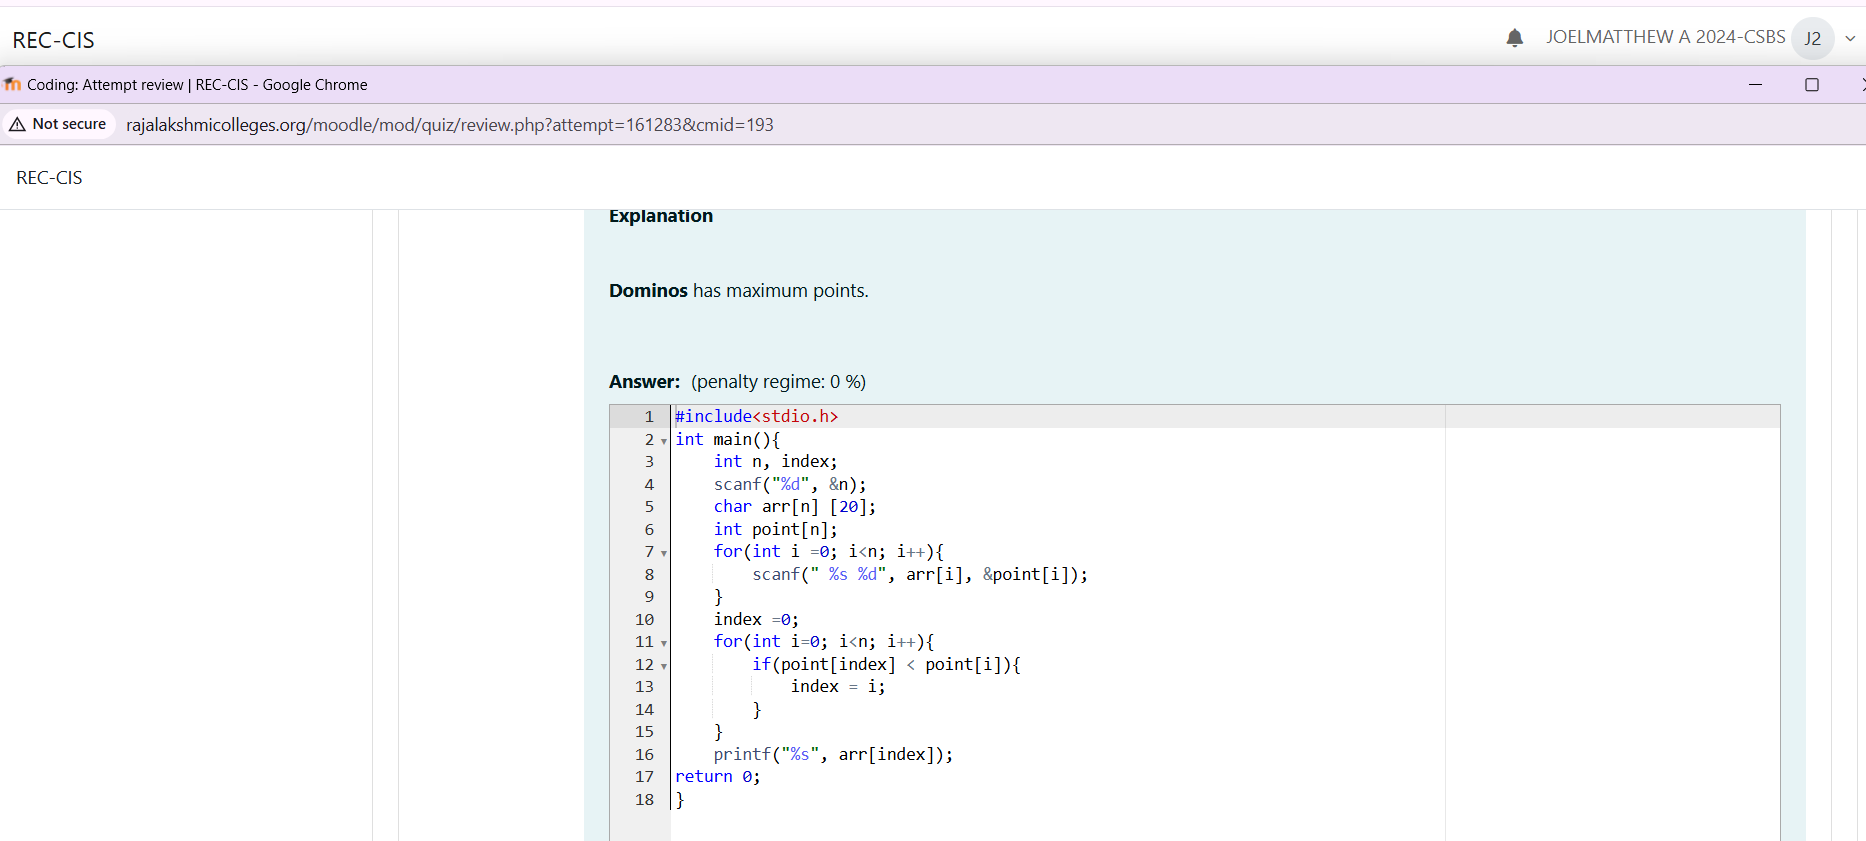 REC-CIS
JOELMATTHEW A 2024-CSBS J2
Coding: Attempt review | REC-CIS - Google Chrome
Not secure rajalakshmicolleges.org/moodle/mod/quiz/review.php?attempt=161283&cmid=193
REC-CIS
Explanation
Dominos has maximum points.
Answer: (penalty regime: 0 %)
1 #include<stdio.h>
2 int main(){
3 int n, index;
4 scanf("%d", &n);
5 char arr[n] [20];
6 int point[n];
7 for(int i =0; i<n; i++){
8 scanf(" %s %d", arr[i], &point[i]);
9 }
10 index =0;
11 for(int i=0; i<n; i++){
12 if(point[index] < point[i]){
13 index = i;
14 }
15 }
16 printf("%s", arr[index]);
17 return 0;
18 }